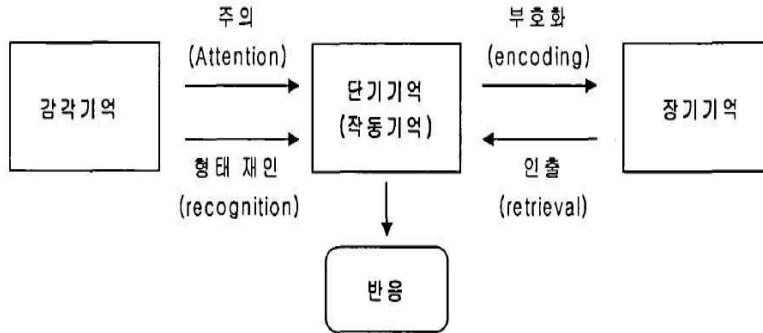 주의
(Attention)
부호화
(encoding)
감각기억
단기기억
(작동기억)
장기기억
형태 재인
(recognition)
인출
(retrieval)
반응